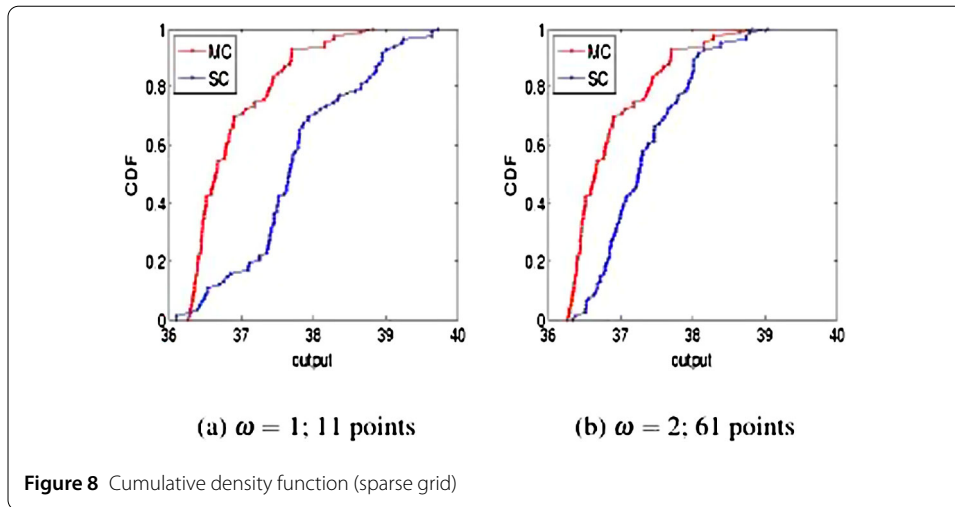 1
0.8
0.6
0.4
0.2
0
CDF
MC
SC
36
37
38
39
40
output
1
0.8
0.6
0.4
0.2
0
CDF
MC
SC
36
37
38
39
40
output
(a) ω = 1; 11 points
(b) ω = 2; 61 points
Figure 8 Cumulative density function (sparse grid)